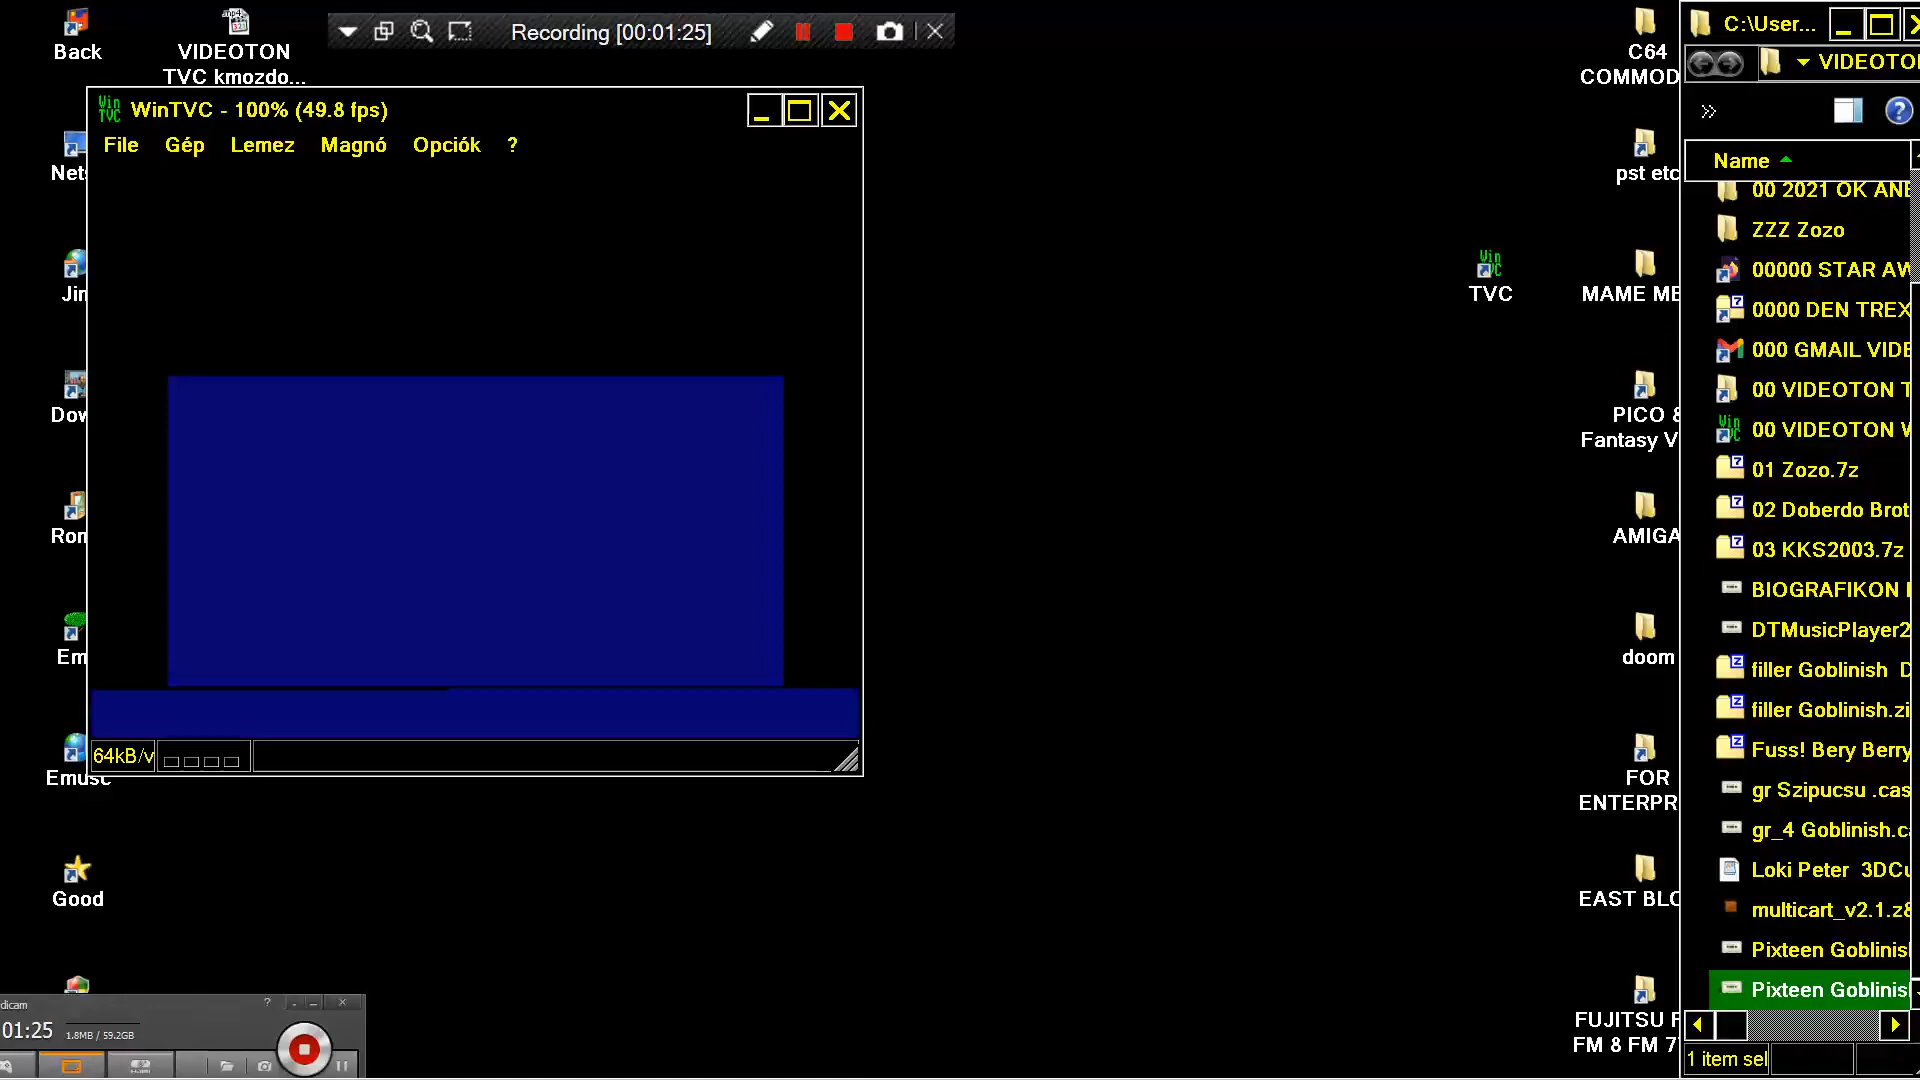 Back
VIDEOTON
TVC kmozdo...
Recording [00:01:25]
C64
COMMOD
C:\User...
VIDEOTO
WinTVC - 100% (49.8 fps)
File Gép Lemez Magnó Opciók ?
Nets
pst etc
Name
00 2021 OK ANE
ZZZ Zozo
00000 STAR AW
0000 DEN TREX
000 GMAIL VIDE
00 VIDEOTON T
00 VIDEOTON W
01 Zozo.7z
02 Doberdo Brot
03 KKS2003.7z
BIOGRAFIKON
DTMusicPlayer2
filler Goblinish
filler Goblinish.zi
Fuss! Bery Berry
gr Szipucsu .cas
gr_4 Goblinish.c
Loki Peter 3DCu
multicart_v2.1.z8
Pixteen Goblinis
Pixteen Goblinis
1 item sel
Jin
TVC
MAME ME
Dow
PICO 8
Fantasy V
Ron
AMIGA
Em
doom
64kB/v
Emusc
FOR
ENTERPR
Good
EAST BLO
FUJITSU F
FM 8 FM 7
dicam
01:25 1.8MB / 59.2GB